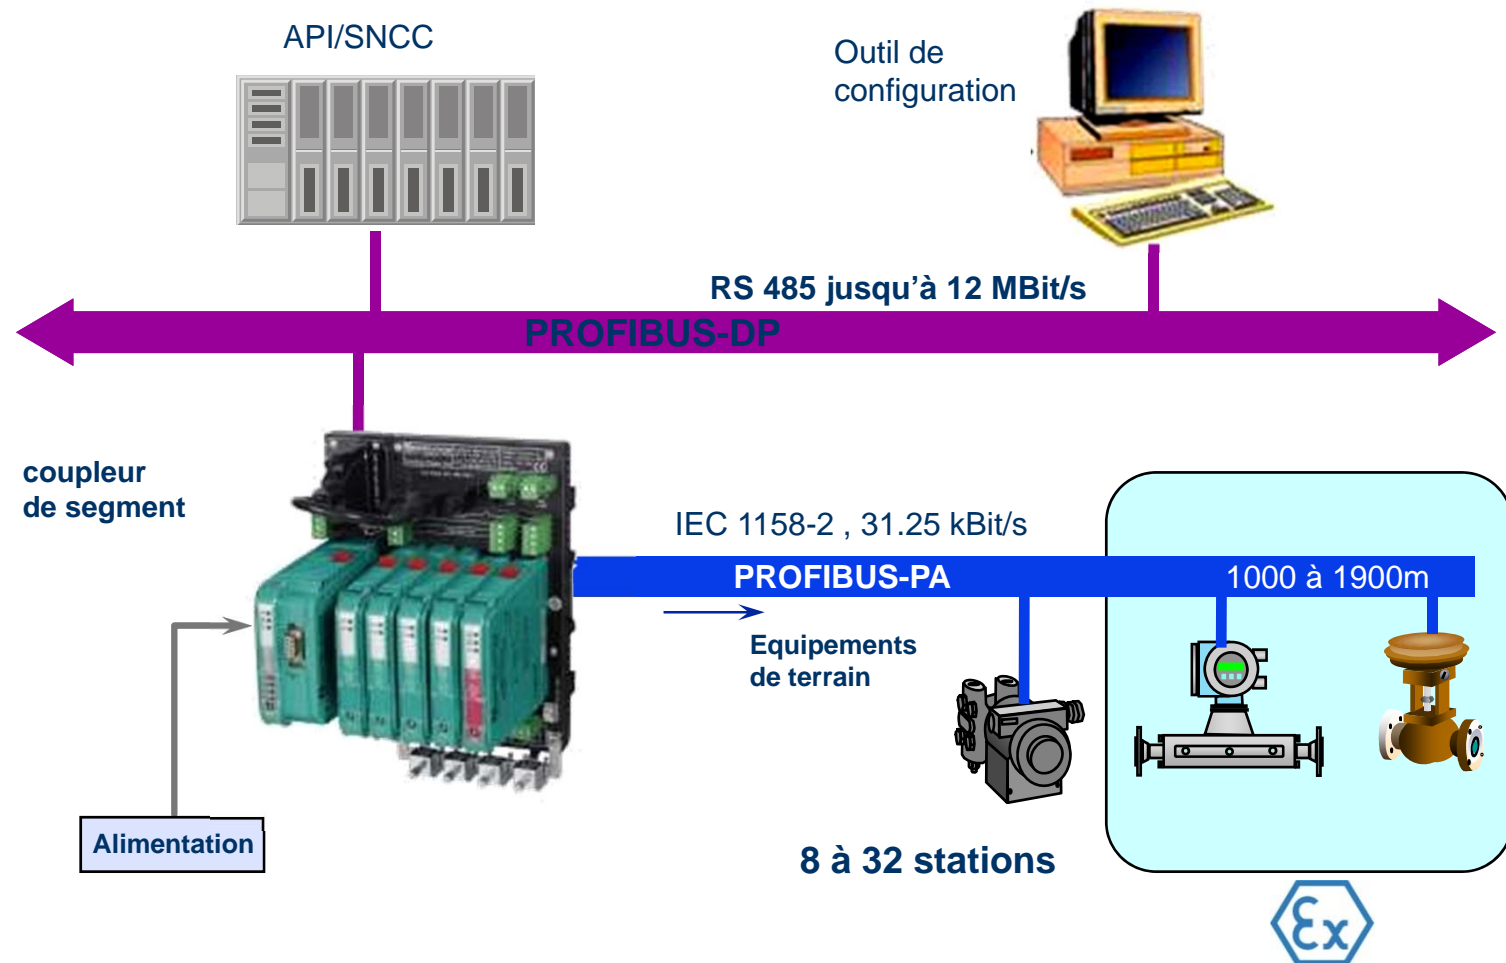 API/SNCC
Outil de
configuration
RS 485 jusqu'à 12 MBit/s
PROFIBUS-DP
coupleur
de segment
IEC 1158-2 , 31.25 kBit/s
PROFIBUS-PA
1000 à 1900m
Equipements
de terrain
Alimentation
8 à 32 stations
Ex